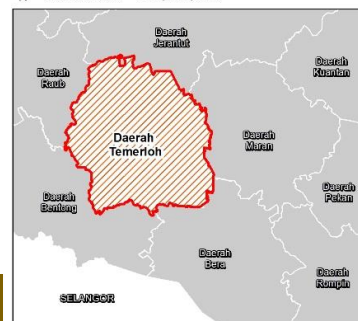 Daerah
Jerantut
Daerah
Kuantan
Daerah
Raub
Daerah
Temerloh
Daerah
Maran
Daerah
Pekan
Daerah
Bentong
Daerah
Bera
Daerah
Rompin
SELANGOR